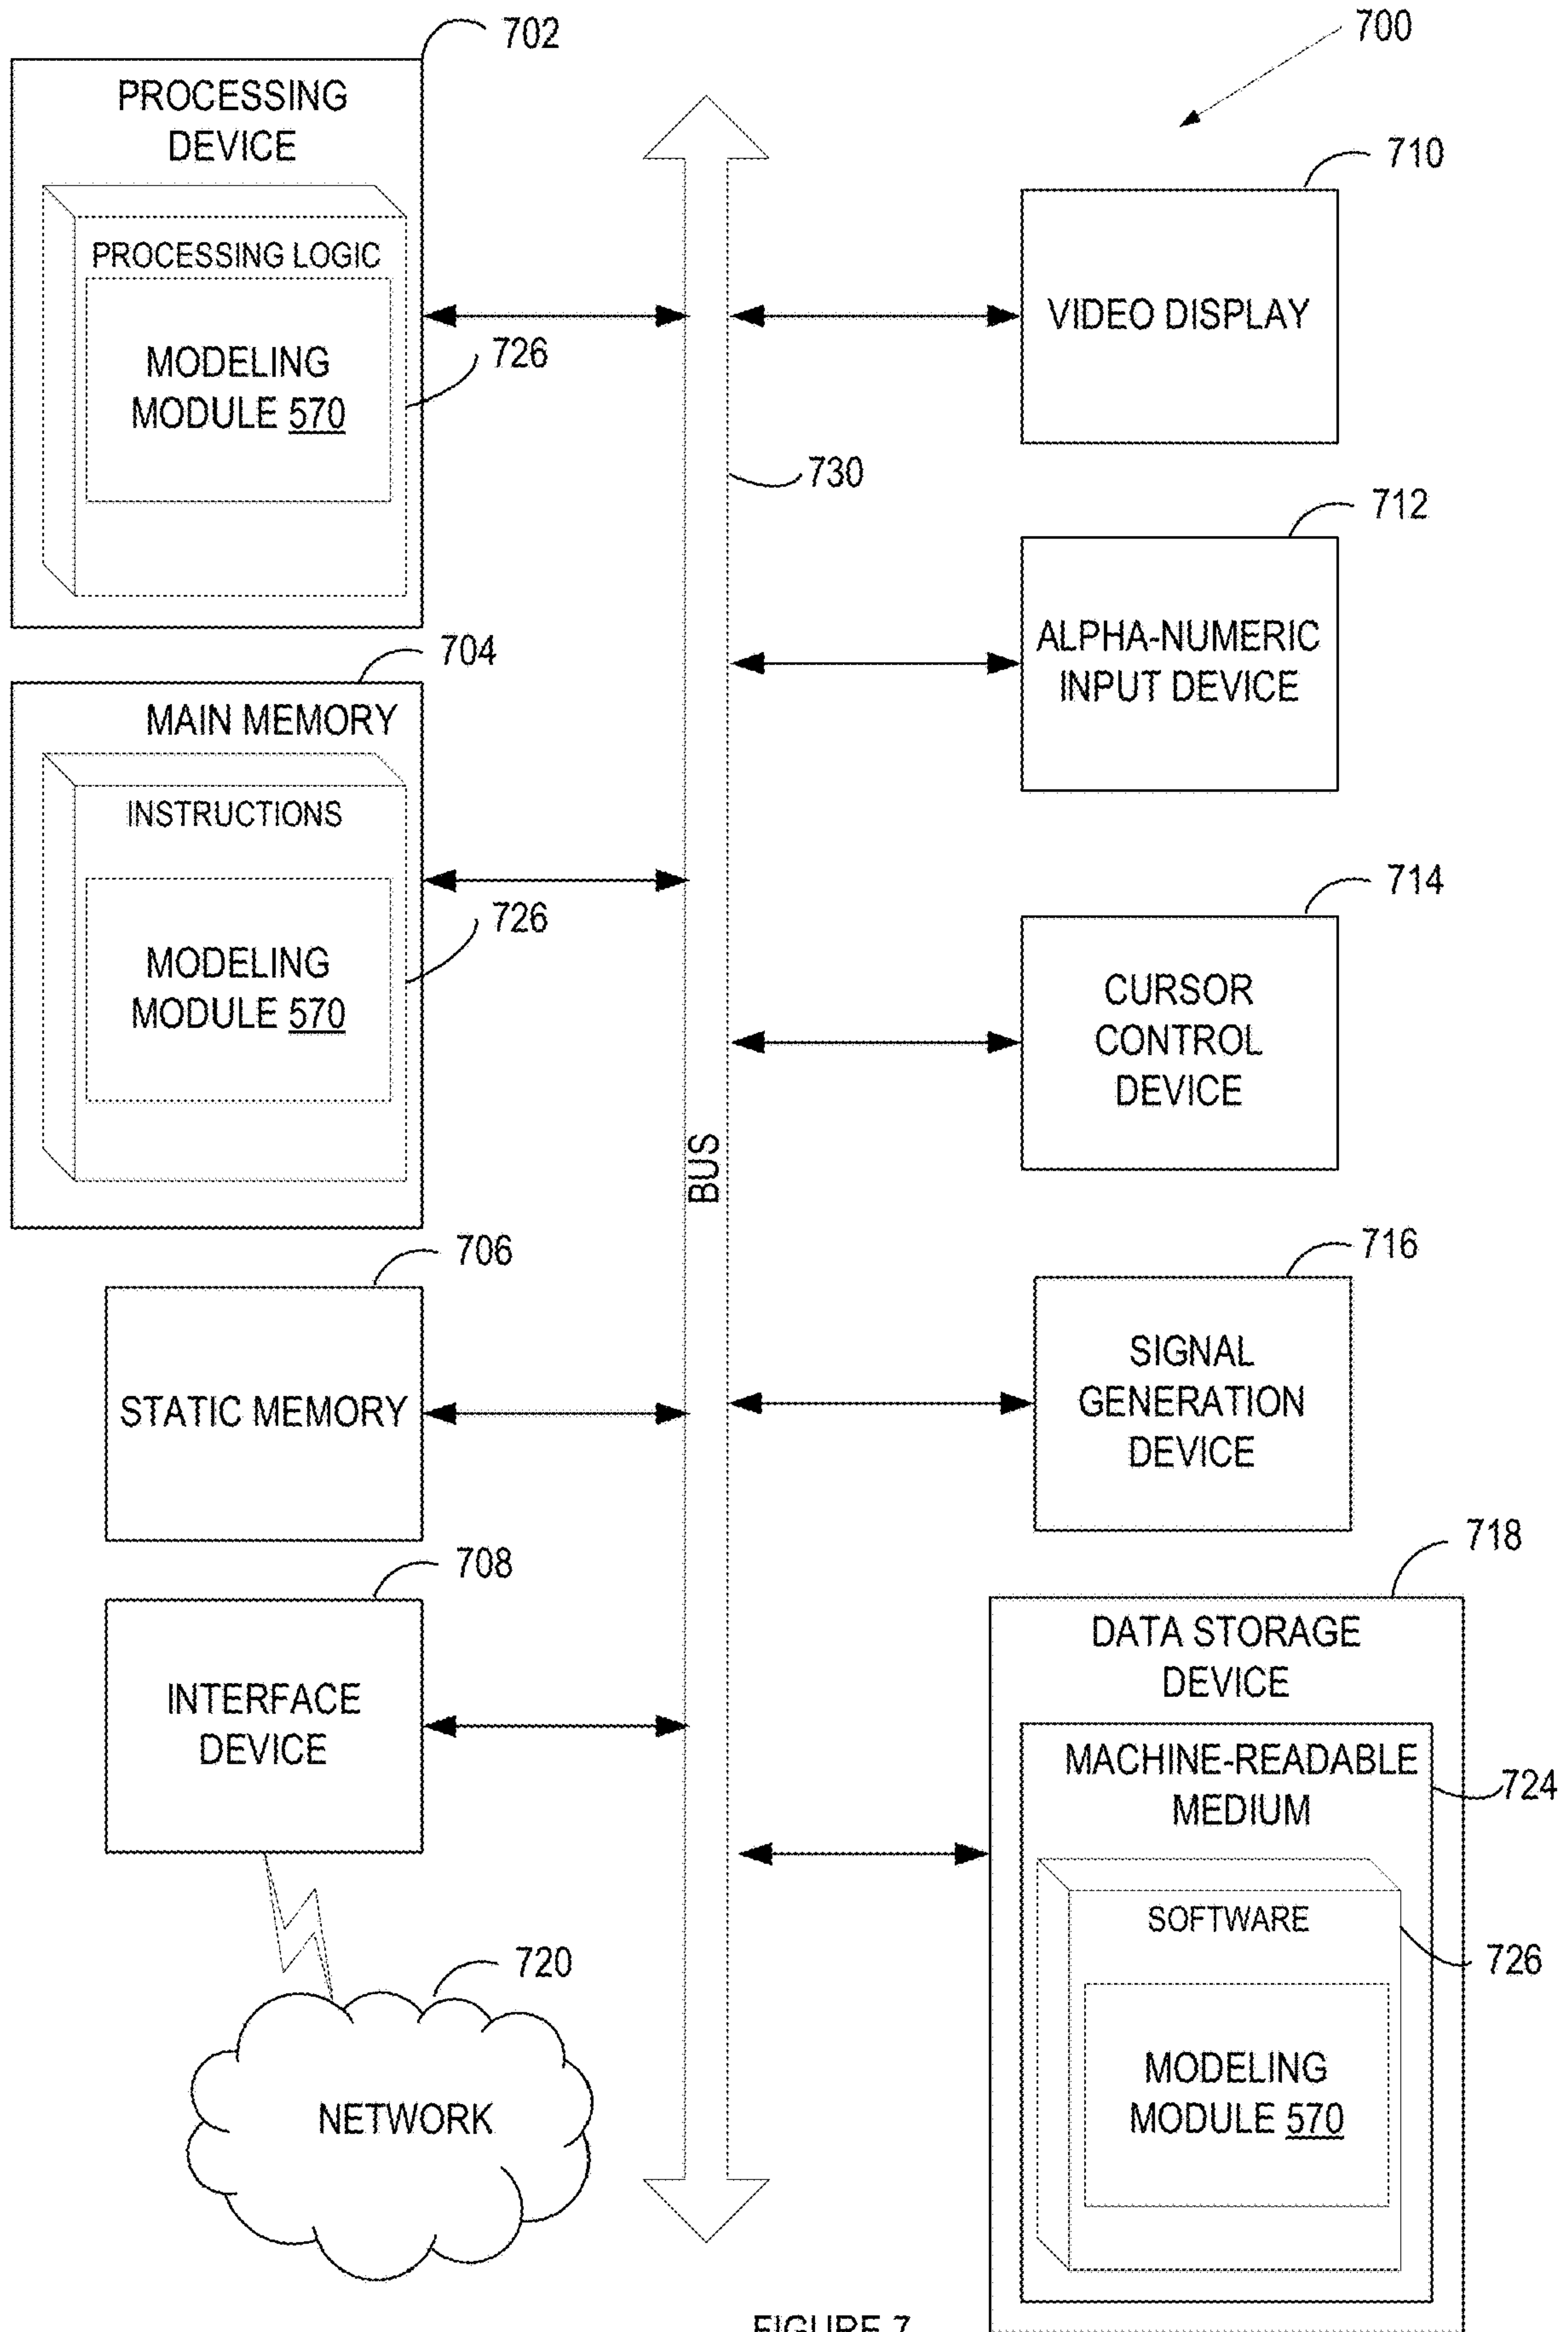 702
PROCESSING
DEVICE
PROCESSING LOGIC
MODELING
MODULE 570
726
704
MAIN MEMORY
INSTRUCTIONS
MODELING
MODULE 570
726
706
STATIC MEMORY
708
INTERFACE
DEVICE
720
NETWORK
BUS
730
700
710
VIDEO DISPLAY
712
ALPHA-NUMERIC
INPUT DEVICE
714
CURSOR
CONTROL
DEVICE
716
SIGNAL
GENERATION
DEVICE
718
DATA STORAGE
DEVICE
MACHINE-READABLE
MEDIUM
724
SOFTWARE
726
MODELING
MODULE 570
FIGURE 7